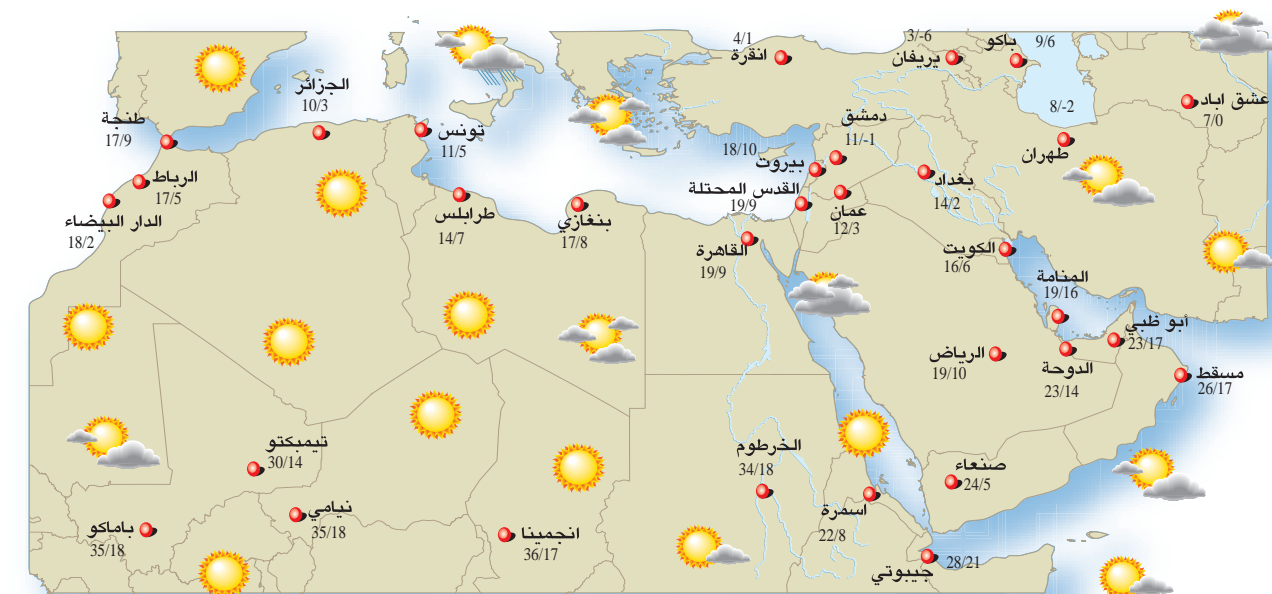 4/1
انقرة
3/-6
يريفان
باكو
9/6
عشق اباد
7/0
8/-2
طهران
الجزائر
10/3
طنجة
17/9
تونس
11/5
دمشق
11/-1
18/10
بيروت
بغداد
14/2
الرباط
17/5
القدس المحتلة
19/9
عمان
12/3
الدار البيضاء
18/2
طرابلس
14/7
بنغازي
17/8
القاهرة
19/9
الكويت
16/6
المنامة
19/16
أبو ظبي
23/17
الرياض
19/10
الدوحة
23/14
مسقط
26/17
تيمبكتو
30/14
الخرطوم
34/18
صنعاء
24/5
اسمرة
22/8
نيامي
35/18
باماكو
35/18
انجمينا
36/17
جيبوتي
28/21